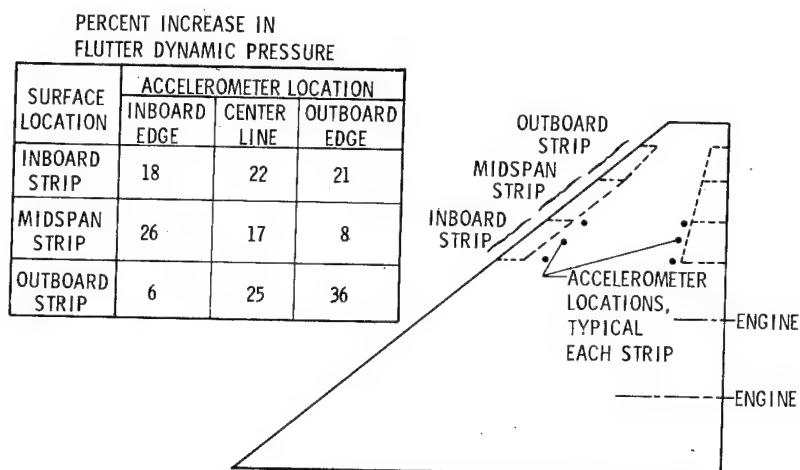 PERCENT INCREASE IN
FLUTTER DYNAMIC PRESSURE
SURFACE LOCATION
ACCELEROMETER LOCATION
INBOARD EDGE
CENTER LINE
OUTBOARD EDGE
INBOARD STRIP
18 22 21
MIDSPAN STRIP
26 17 8
OUTBOARD STRIP
6 25 36
OUTBOARD
STRIP
MIDSPAN
STRIP
INBOARD
STRIP
ACCELEROMETER
LOCATIONS,
TYPICAL
EACH STRIP
ENGINE
ENGINE